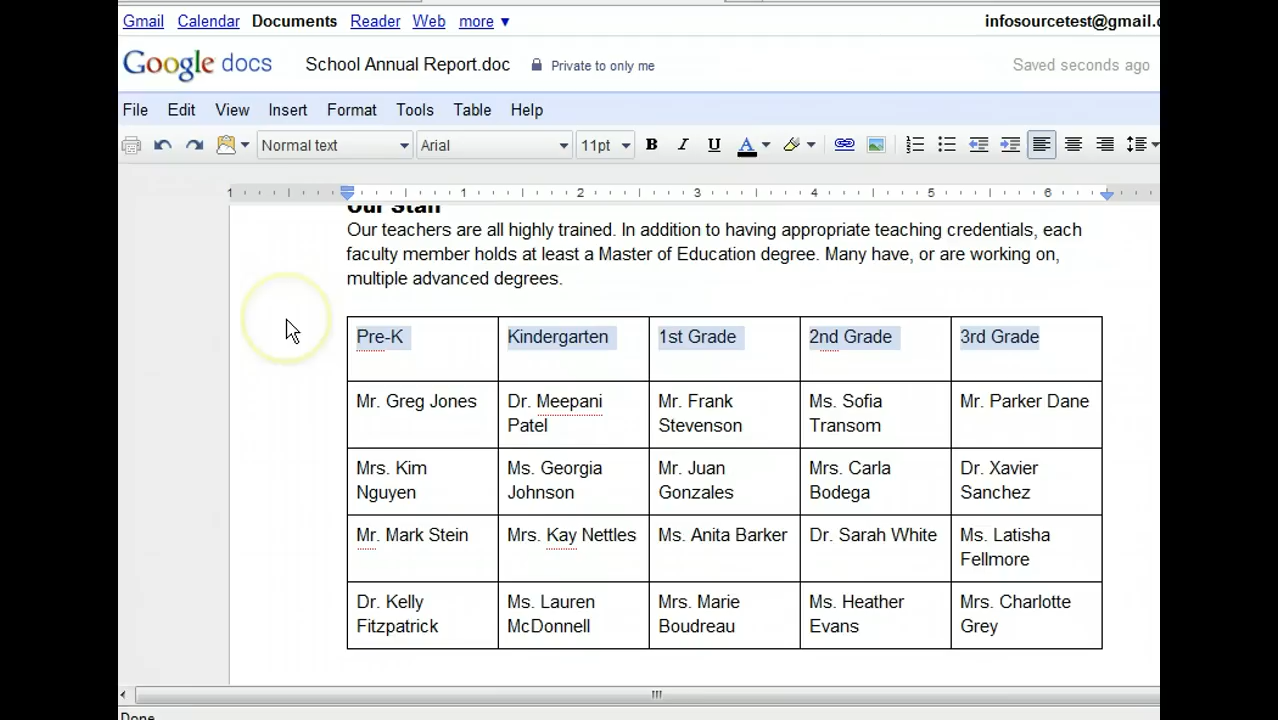 Gmail Calendar Documents Reader Web more ▼ infosourcetest@gmail.c
Google docs School Annual Report.doc Private to only me Saved seconds ago
File Edit View Insert Format Tools Table Help
Normal text Arial 11pt B I U A
1 1 2 3 4 5 6
Our Staff
Our teachers are all highly trained. In addition to having appropriate teaching credentials, each
faculty member holds at least a Master of Education degree. Many have, or are working on,
multiple advanced degrees.
Pre-K Kindergarten 1st Grade 2nd Grade 3rd Grade
Mr. Greg Jones Dr. Meepani Patel Mr. Frank Stevenson Ms. Sofia Transom Mr. Parker Dane
Mrs. Kim Nguyen Ms. Georgia Johnson Mr. Juan Gonzales Mrs. Carla Bodega Dr. Xavier Sanchez
Mr. Mark Stein Mrs. Kay Nettles Ms. Anita Barker Dr. Sarah White Ms. Latisha Fellmore
Dr. Kelly Fitzpatrick Ms. Lauren McDonnell Mrs. Marie Boudreau Ms. Heather Evans Mrs. Charlotte Grey
Done